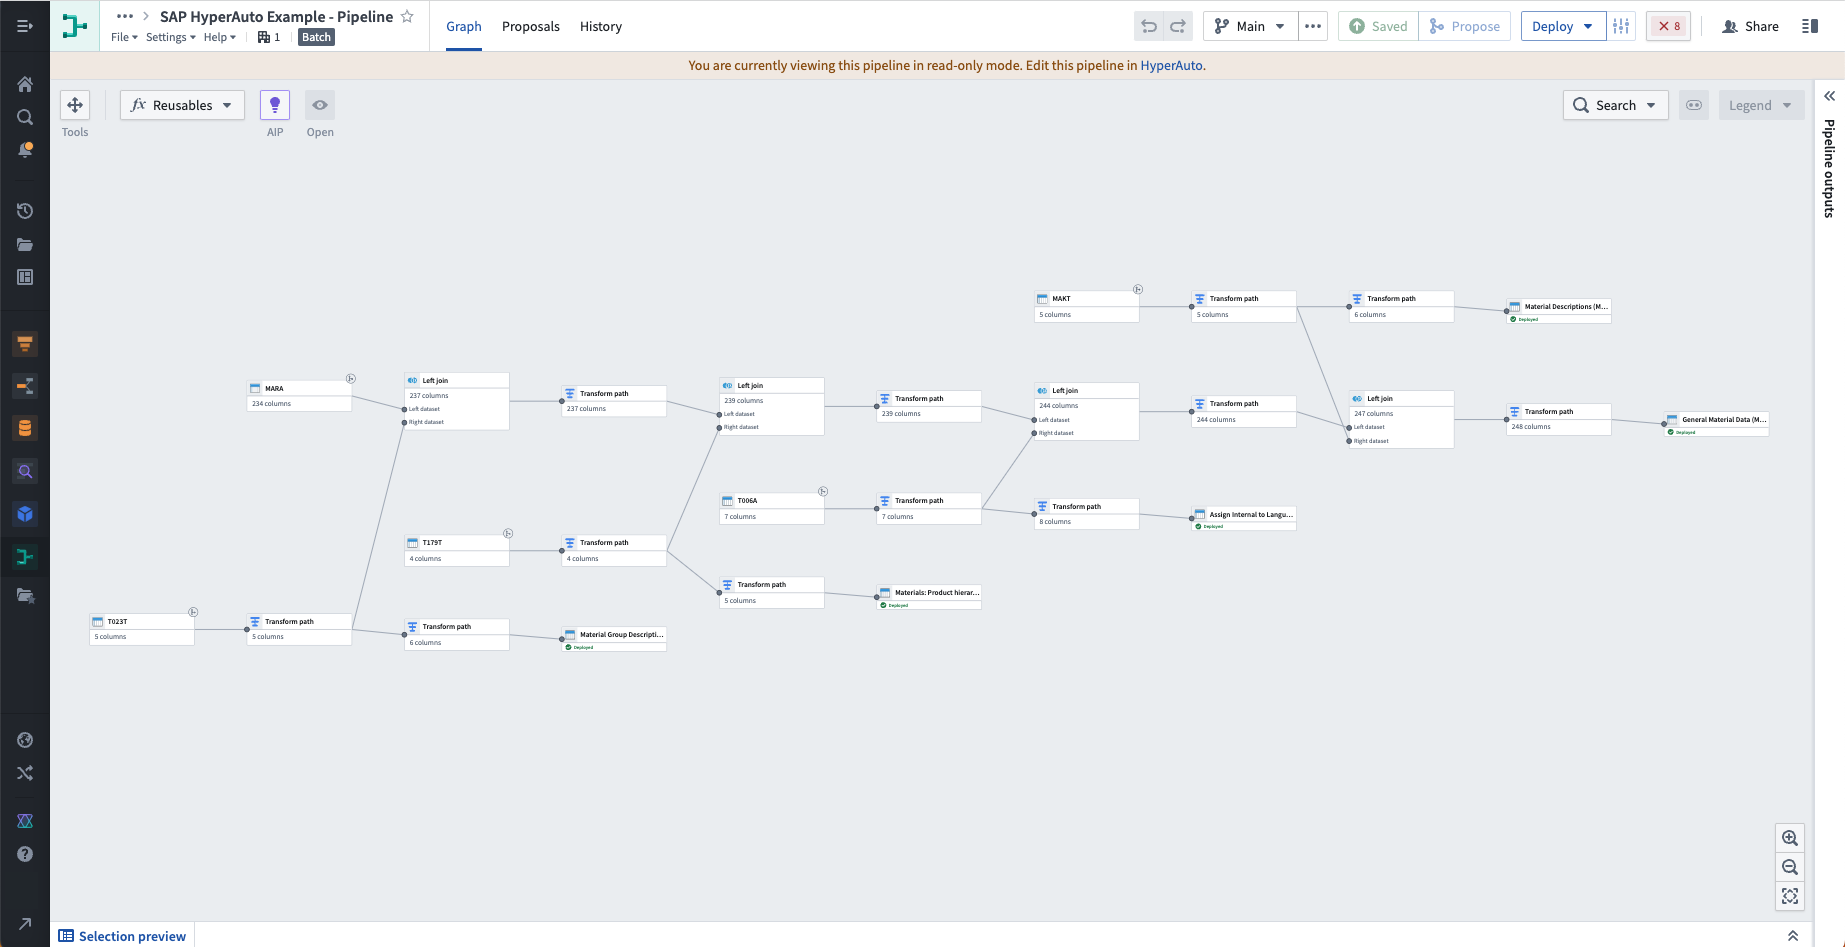 SAP HyperAuto Example - Pipeline
File
Settings
Help
1
Batch
Graph
Proposals
History
Main
Saved
Propose
Deploy
8
Share
You are currently viewing this pipeline in read-only mode. Edit this pipeline in HyperAuto.
Tools
fx Reusables
AIP
Open
Search
Legend
Pipeline outputs
MAKT
5 columns
Transform path
5 columns
Transform path
6 columns
Material Descriptions (M...
Deployed
MARA
234 columns
Left join
237 columns
Left dataset
Right dataset
Transform path
237 columns
Left join
239 columns
Left dataset
Right dataset
Transform path
239 columns
Left join
244 columns
Left dataset
Right dataset
Transform path
244 columns
Left join
247 columns
Left dataset
Right dataset
Transform path
248 columns
General Material Data (M...
Deployed
T006A
7 columns
Transform path
7 columns
Transform path
8 columns
Assign Internal to Langu...
Deployed
T179T
4 columns
Transform path
4 columns
Transform path
5 columns
Materials: Product hierar...
Deployed
T023T
5 columns
Transform path
5 columns
Transform path
6 columns
Material Group Descripti...
Deployed
Selection preview